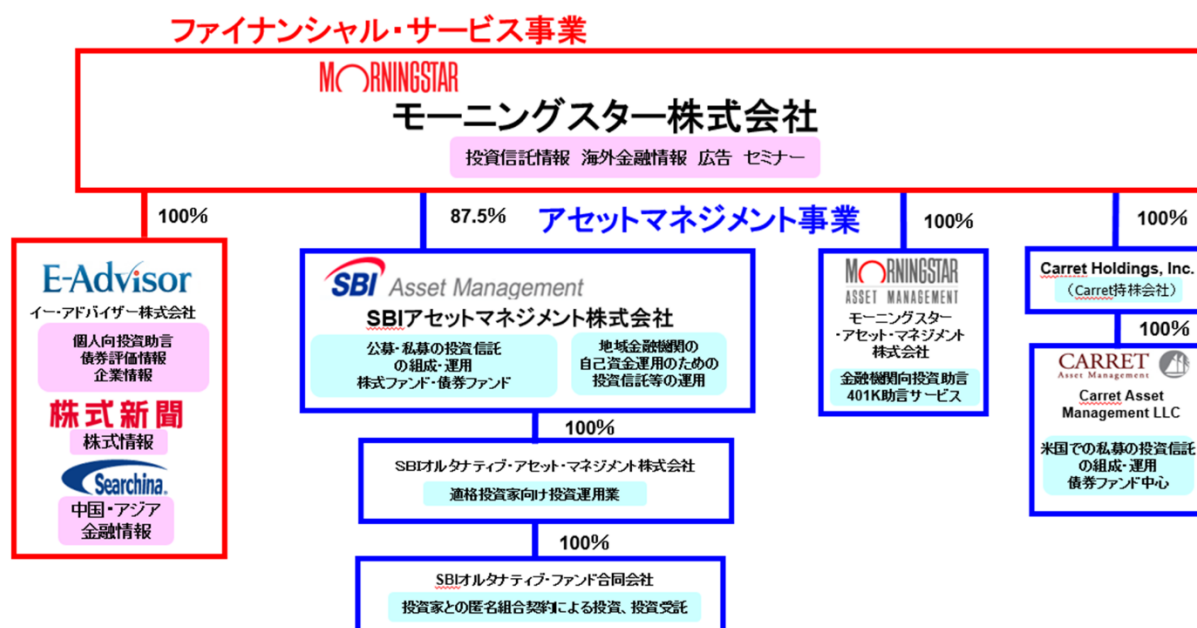 ファイナンシャル・サービス事業
MORNINGSTAR
モーニングスター株式会社
投資信託情報 海外金融情報 広告 セミナー
100%
87.5%
アセットマネジメント事業
100%
100%
E-Advisor
イー・アドバイザー株式会社
個人向投資助言
債券評価情報
企業情報
株式新聞
株式情報
Searchina.
中国・アジア
金融情報
SBI Asset Management
SBIアセットマネジメント株式会社
公募・私募の投資信託
の組成・運用
株式ファンド・債券ファンド
地域金融機関の
自己資金運用のための
投資信託等の運用
100%
SBIオルタナティブ・アセット・マネジメント株式会社
適格投資家向け投資運用業
100%
SBIオルタナティブ・ファンド合同会社
投資家との匿名組合契約による投資、投資受託
MORNINGSTAR
ASSET MANAGEMENT
モーニングスター
・アセット・マネジメント
株式会社
金融機関向投資助言
401K助言サービス
Carret Holdings, Inc.
（Carret持株会社）
100%
CARRET
Asset Management
Carret Asset
Management LLC
米国での私募の投資信託
の組成・運用
債券ファンド中心